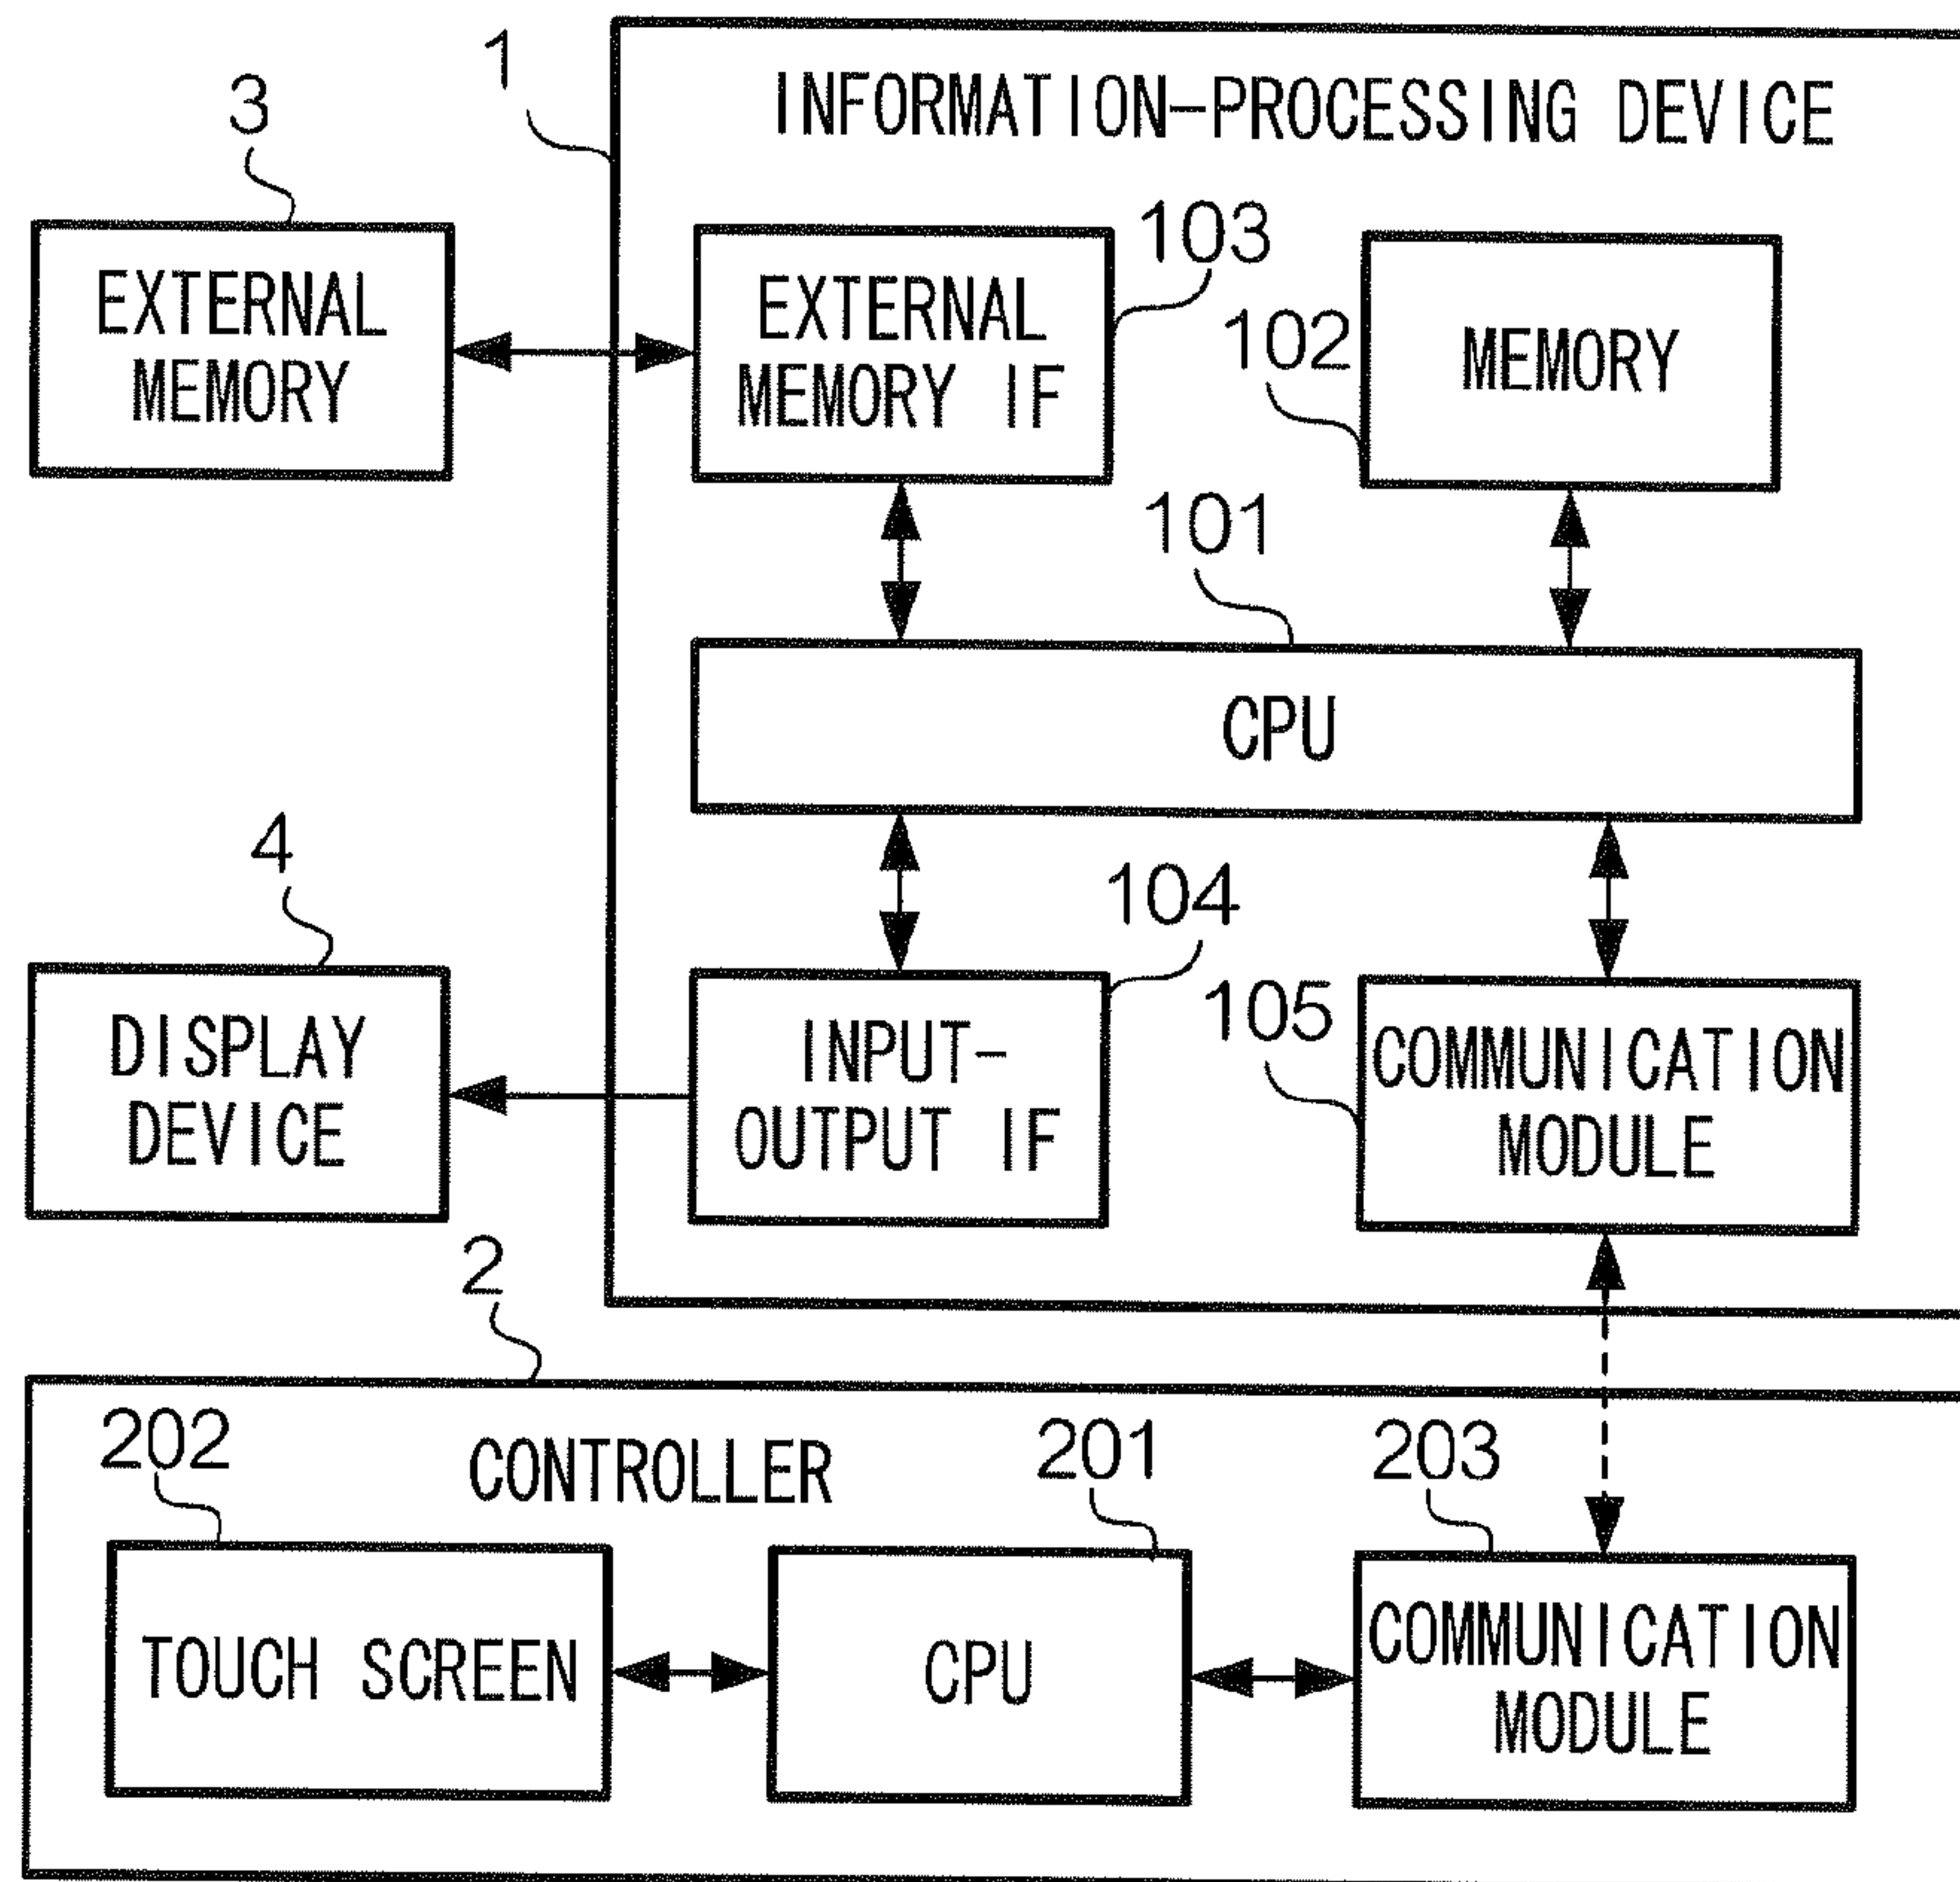 1
INFORMATION-PROCESSING DEVICE
3
EXTERNAL
MEMORY
103
EXTERNAL
MEMORY IF
102
MEMORY
101
CPU
4
DISPLAY
DEVICE
104
INPUT-
OUTPUT IF
105
COMMUNICATION
MODULE
2
CONTROLLER
202
TOUCH SCREEN
201
CPU
203
COMMUNICATION
MODULE